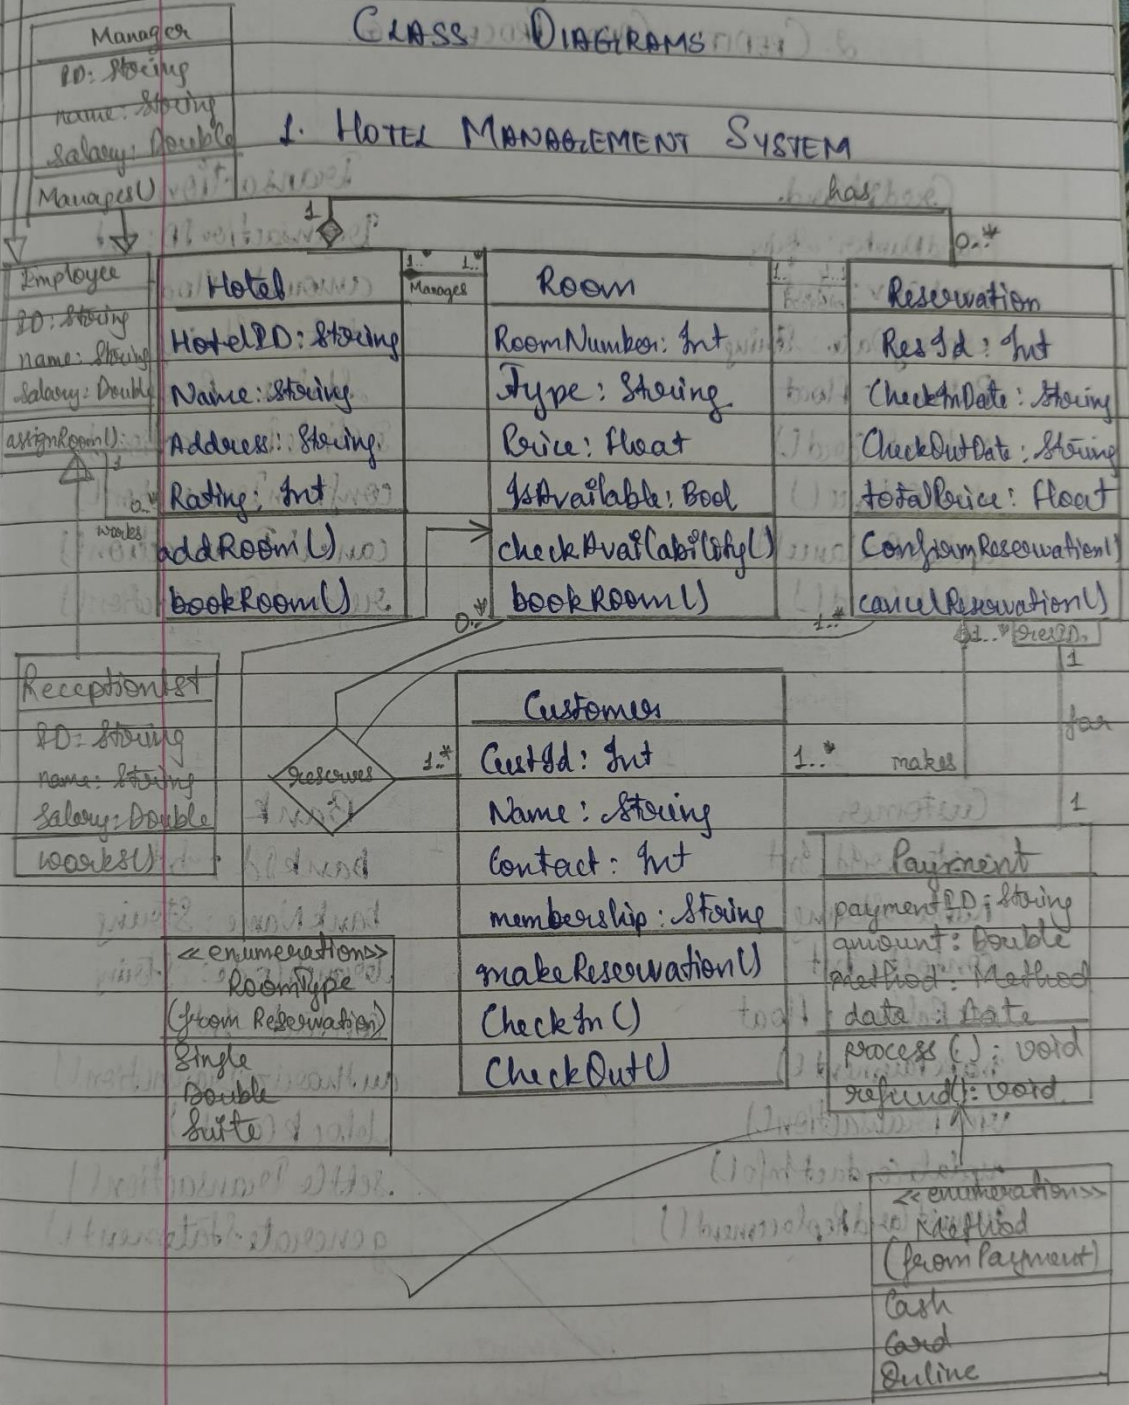 CLASS DIAGRAMS
1. HOTEL MANAGEMENT SYSTEM
Manager
ID: String
name: String
Salary: Double
Manages()
has
1
0..*
Employee
ID: String
name: String
Salary: Double
assignRoom()
1
0..*
works
Hotel
HotelID: String
Name: String
Address: String
Rating: Int
addRoom()
bookRoom()
1..* 1..*
Manages
Room
RoomNumber: Int
Type: String
Price: Float
IsAvailable: Bool
checkAvailability()
bookRoom()
Reservation
ResId: Int
CheckInDate: String
CheckOutDate: String
totalPrice: Float
ConfirmReservation()
cancelReservation()
0..*
1..*
1..*
resID
1
for
1
Receptionist
ID: String
name: String
Salary: Double
works()
reserves
1..*
Customer
CustId: Int
Name: String
Contact: Int
membership: String
makeReservation()
CheckIn()
CheckOut()
1..*
makes
Payment
paymentID: String
amount: Double
method: Method
data: Date
process(): void
refund(): void
<<enumerations>>
RoomType
(from Reservation)
Single
Double
Suite
<<enumerations>>
Method
(from Payment)
Cash
Card
Online